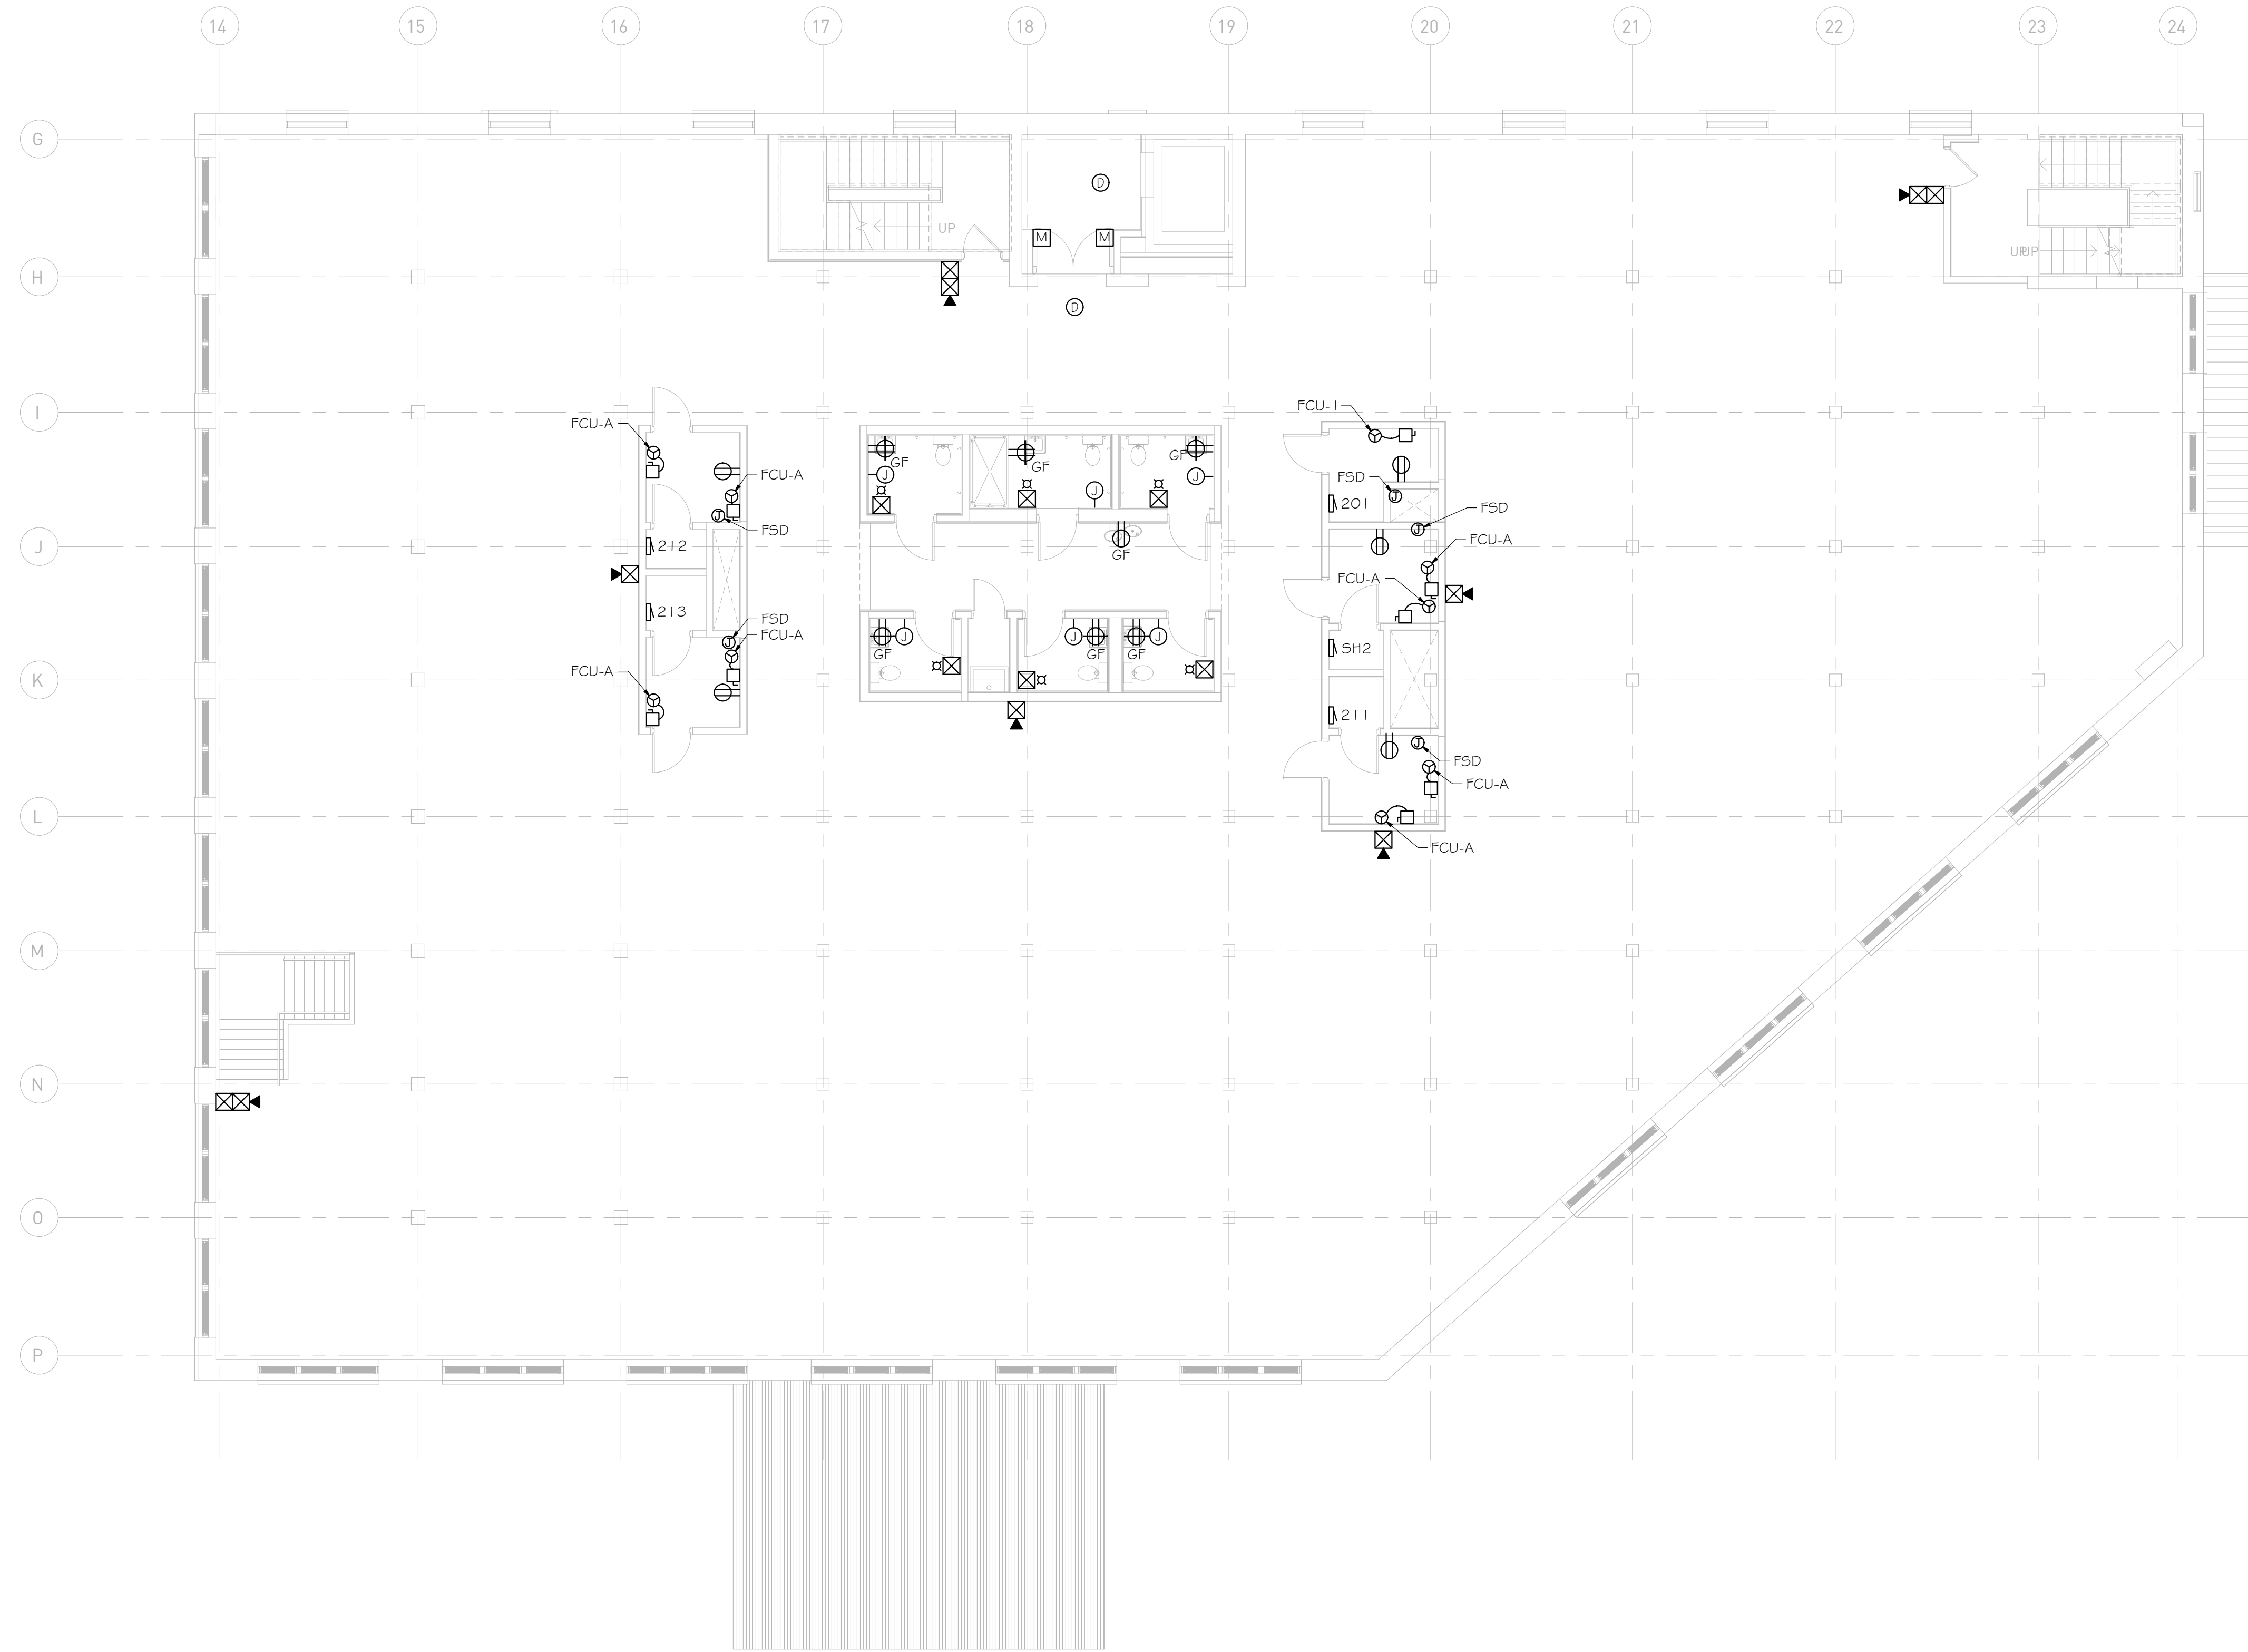 14 15 16 17 18 19 20 21 22 23 24
G
D
UP
M M
H
UP UP
D
I
FCU-1
FCU-A
GF GF GF
FCU-A
FSD
J J J J
201
J
FSD
FSD
J
J
212
GF
FCU-A
FCU-A
213
FSD
J
FCU-A
J J J
GF GF GF
SH2
FCU-A
K
211
J
FSD
FCU-A
L
FCU-A
M
N
O
P